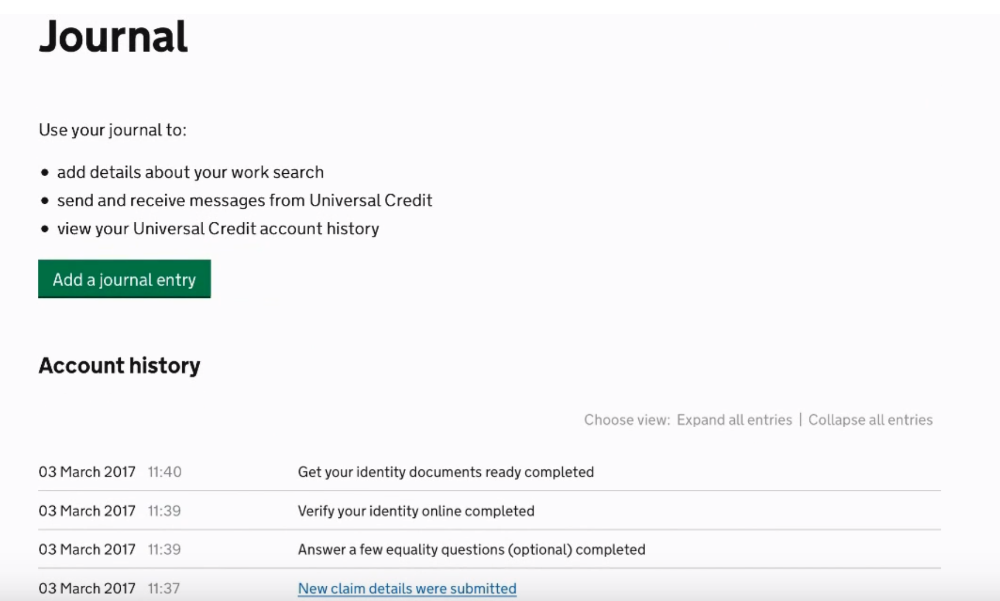 Journal
Use your journal to:
• add details about your work search
• send and receive messages from Universal Credit
• view your Universal Credit account history
Add a journal entry
Account history
Choose view: Expand all entries | Collapse all entries
03 March 2017 11:40 Get your identity documents ready completed
03 March 2017 11:39 Verify your identity online completed
03 March 2017 11:39 Answer a few equality questions (optional) completed
03 March 2017 11:37 New claim details were submitted